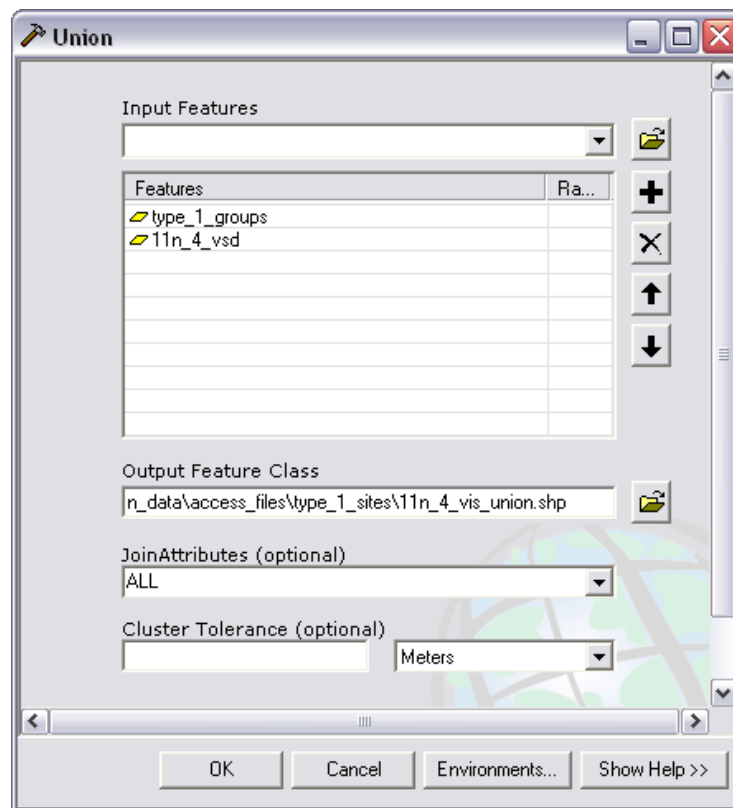 Union
Input Features
Features Ra...
type_1_groups
11n_4_vsd
Output Feature Class
n_data\access_files\type_1_sites\11n_4_vis_union.shp
JoinAttributes (optional)
ALL
Cluster Tolerance (optional)
Meters
OK Cancel Environments... Show Help >>